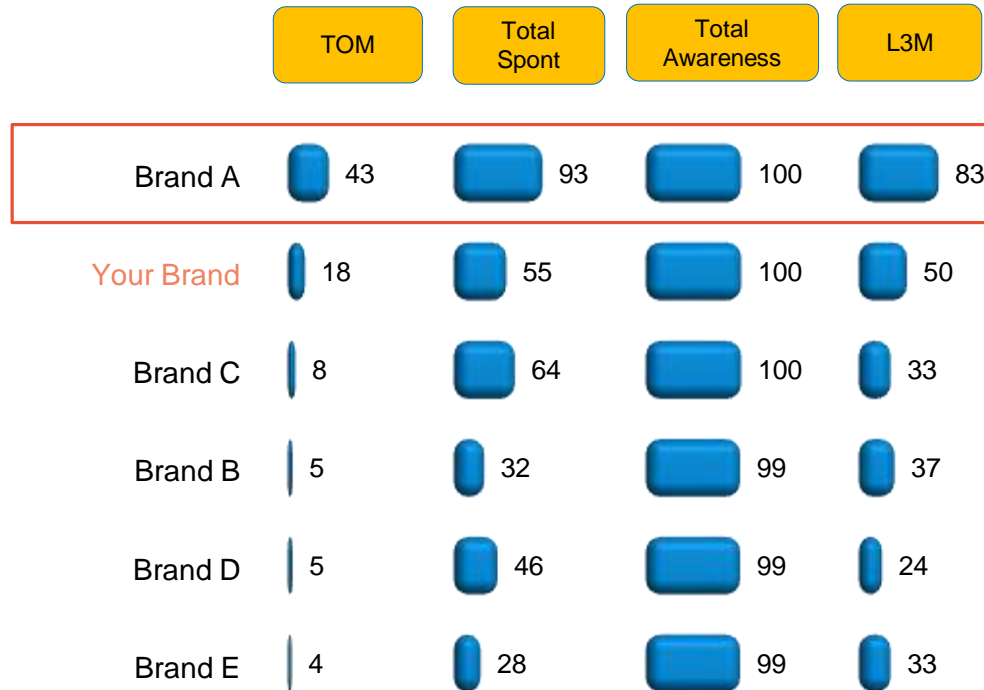 TOM
Total
Spont
Total
Awareness
L3M
Brand A 43 93 100 83
Your Brand 18 55 100 50
Brand C 8 64 100 33
Brand B 5 32 99 37
Brand D 5 46 99 24
Brand E 4 28 99 33